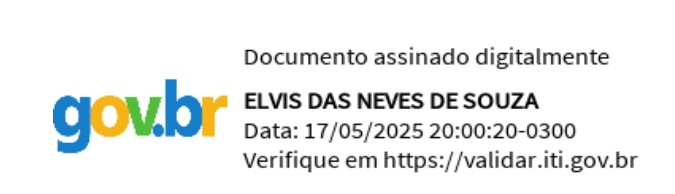 Documento assinado digitalmente
gov.br
ELVIS DAS NEVES DE SOUZA
Data: 17/05/2025 20:00:20-0300
Verifique em https://validar.iti.gov.br